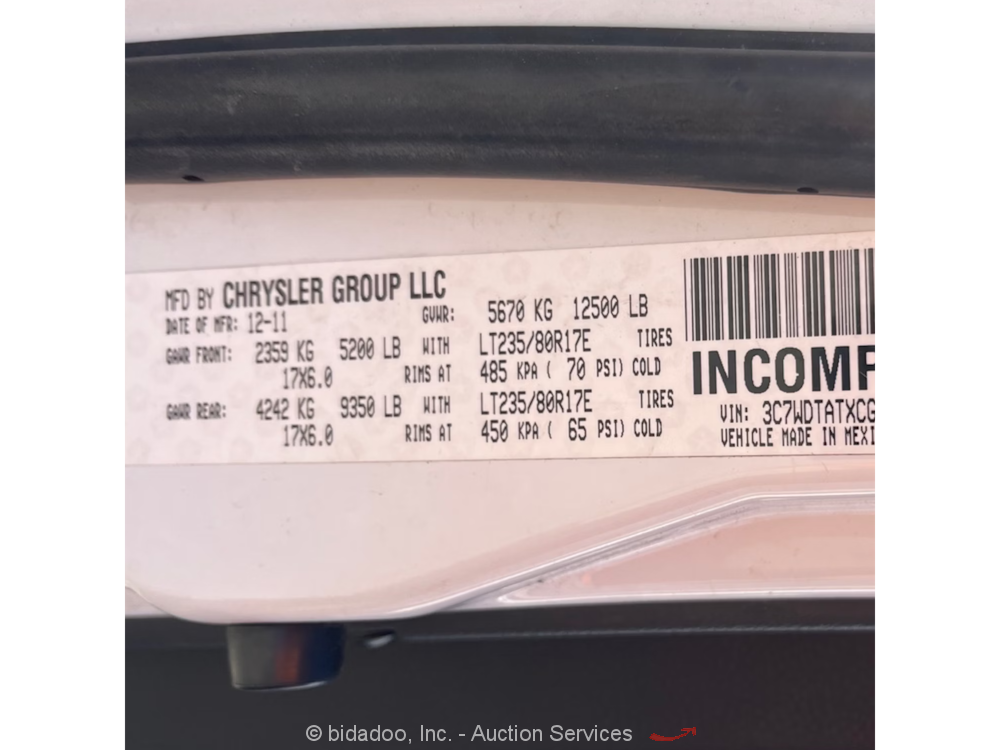 MFD BY CHRYSLER GROUP LLC
DATE OF MFR: 12-11 GVWR: 5670 KG 12500 LB
GAWR FRONT: 2359 KG 5200 LB WITH LT235/80R17E TIRES
17X6.0 RIMS AT 485 KPA ( 70 PSI) COLD
GAWR REAR: 4242 KG 9350 LB WITH LT235/80R17E TIRES
17X6.0 RIMS AT 450 KPA ( 65 PSI) COLD
INCOMP
VIN: 3C7WDTATXCG
VEHICLE MADE IN MEXI
© bidadoo, Inc. - Auction Services